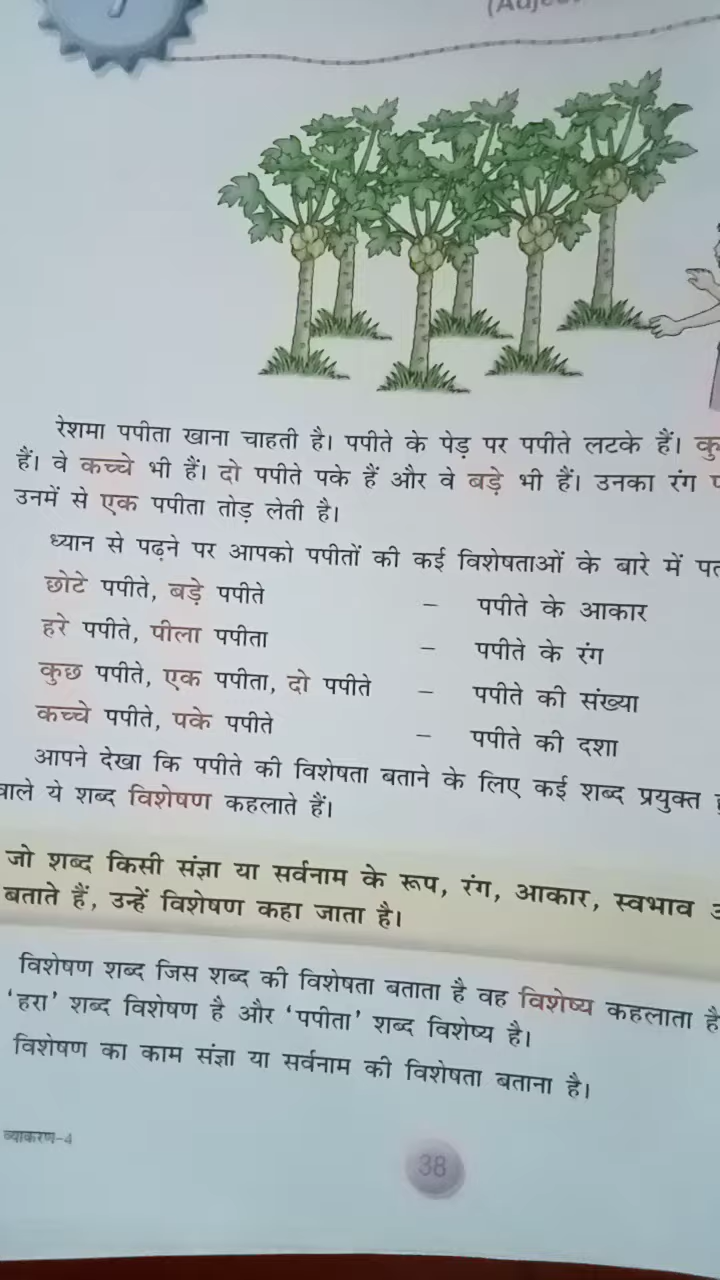 रेशमा पपीता खाना चाहती है। पपीते के पेड़ पर पपीते लटके हैं।
हैं। वे कच्चे भी हैं। दो पपीते पके हैं और वे बड़े भी हैं। उनका रंग
उनमें से एक पपीता तोड़ लेती है।
ध्यान से पढ़ने पर आपको पपीतों की कई विशेषताओं के बारे में
छोटे पपीते, बड़े पपीते – पपीते के आकार
हरे पपीते, पीला पपीता – पपीते के रंग
कुछ पपीते, एक पपीता, दो पपीते – पपीते की संख्या
कच्चे पपीते, पके पपीते – पपीते की दशा
आपने देखा कि पपीते की विशेषता बताने के लिए कई शब्द प्रयुक्त
वाले ये शब्द विशेषण कहलाते हैं।
जो शब्द किसी संज्ञा या सर्वनाम के रूप, रंग, आकार, स्वभाव
बताते हैं, उन्हें विशेषण कहा जाता है।
विशेषण शब्द जिस शब्द की विशेषता बताता है वह विशेष्य कहलाता है
'हरा' शब्द विशेषण है और 'पपीता' शब्द विशेष्य है।
विशेषण का काम संज्ञा या सर्वनाम की विशेषता बताना है।
व्याकरण-4
38